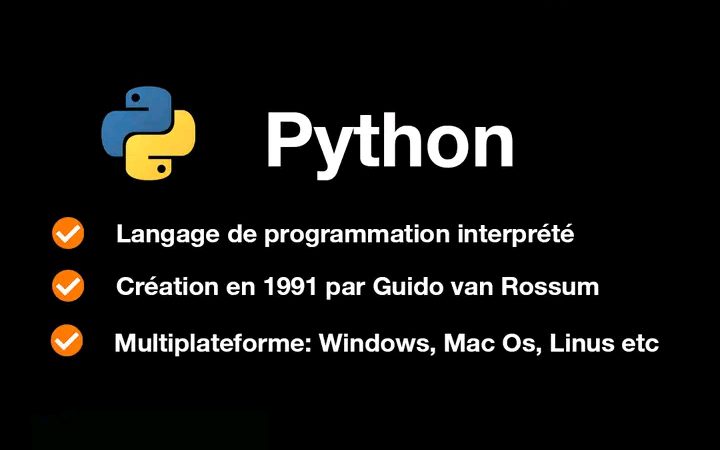 Python
Langage de programmation interprété
Création en 1991 par Guido van Rossum
Multiplateforme: Windows, Mac Os, Linus etc